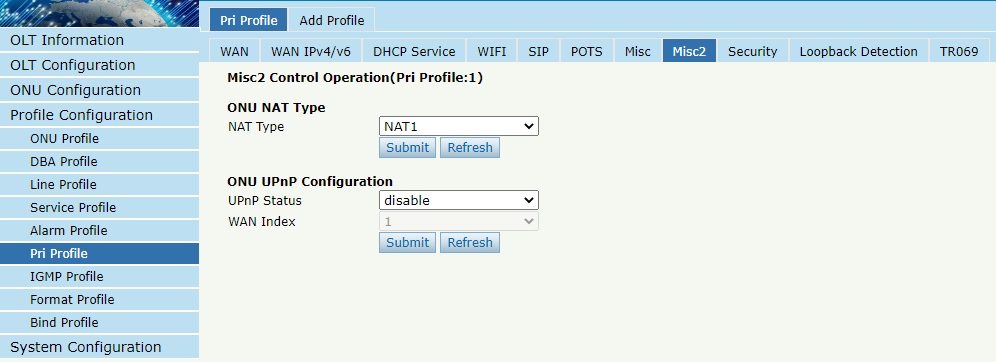 Pri Profile Add Profile
OLT Information
OLT Configuration
ONU Configuration
Profile Configuration
ONU Profile
DBA Profile
Line Profile
Service Profile
Alarm Profile
Pri Profile
IGMP Profile
Format Profile
Bind Profile
System Configuration
WAN WAN IPv4/v6 DHCP Service WIFI SIP POTS Misc Misc2 Security Loopback Detection TR069
Misc2 Control Operation(Pri Profile:1)
ONU NAT Type
NAT Type NAT1
Submit Refresh
ONU UPnP Configuration
UPnP Status disable
WAN Index 1
Submit Refresh